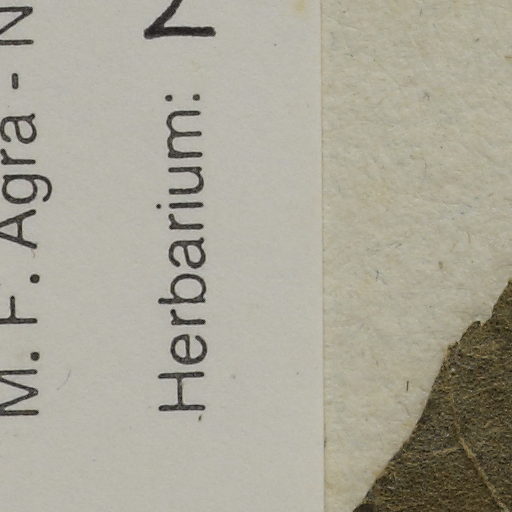 M. F. Agra - N
Herbarium: